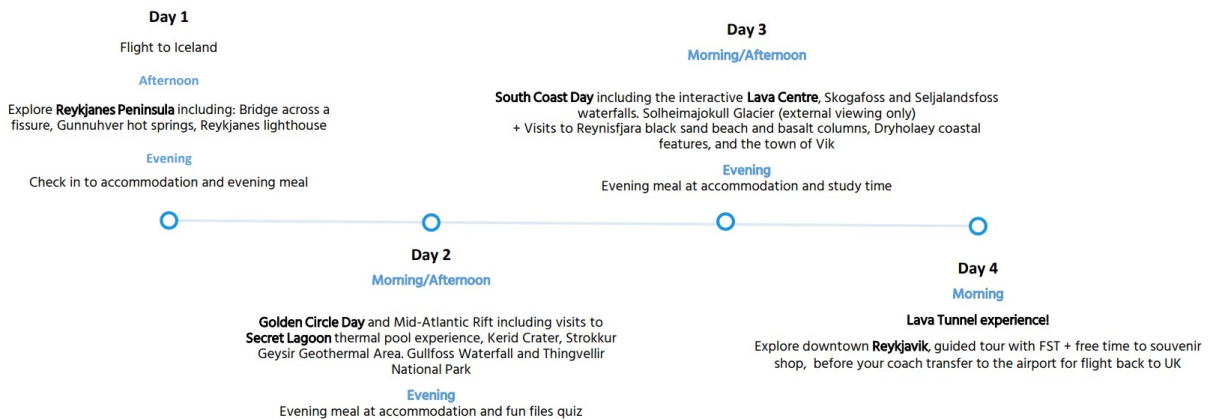 Day 1
Flight to Iceland
Afternoon
Explore Reykjanes Peninsula including: Bridge across a
fissure, Gunnuhver hot springs, Reykjanes lighthouse
Evening
Check in to accommodation and evening meal
Day 2
Morning/Afternoon
Golden Circle Day and Mid-Atlantic Rift including visits to
Secret Lagoon thermal pool experience, Kerid Crater, Strokkur
Geysir Geothermal Area. Gullfoss Waterfall and Thingvellir
National Park
Evening
Evening meal at accommodation and fun files quiz
Day 3
Morning/Afternoon
South Coast Day including the interactive Lava Centre, Skogafoss and Seljalandsfoss
waterfalls. Solheimajokull Glacier (external viewing only)
+ Visits to Reynisfjara black sand beach and basalt columns, Dryholaey coastal
features, and the town of Vik
Evening
Evening meal at accommodation and study time
Day 4
Morning
Lava Tunnel experience!
Explore downtown Reykjavik, guided tour with FST + free time to souvenir
shop, before your coach transfer to the airport for flight back to UK